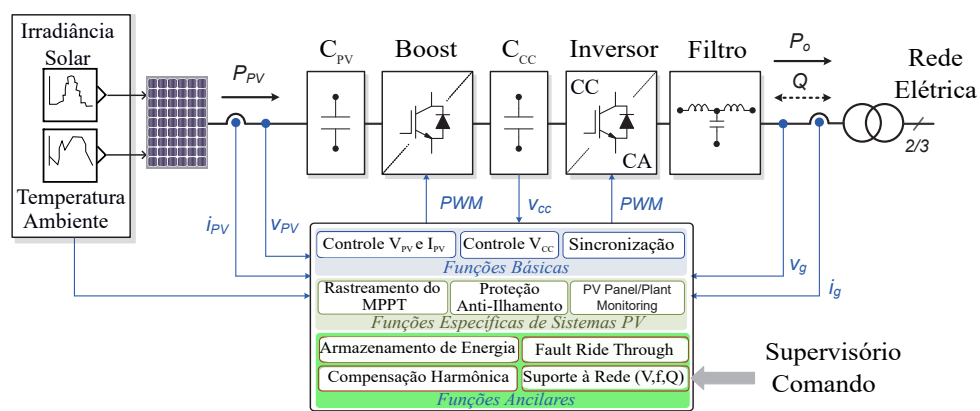 Irradiância
Solar
Temperatura
Ambiente
P_PV
C_PV
Boost
C_CC
Inversor
CC
CA
Filtro
P_o
Q
Rede
Elétrica
2/3
i_PV
v_PV
PWM
v_cc
PWM
v_g
i_g
Controle V_PV e I_PV
Controle V_CC
Sincronização
Funções Básicas
Rastreamento do
MPPT
Proteção
Anti-Ilhamento
PV Panel/Plant
Monitoring
Funções Específicas de Sistemas PV
Armazenamento de Energia
Fault Ride Through
Compensação Harmônica
Suporte à Rede (V,f,Q)
Funções Ancilares
Supervisório
Comando